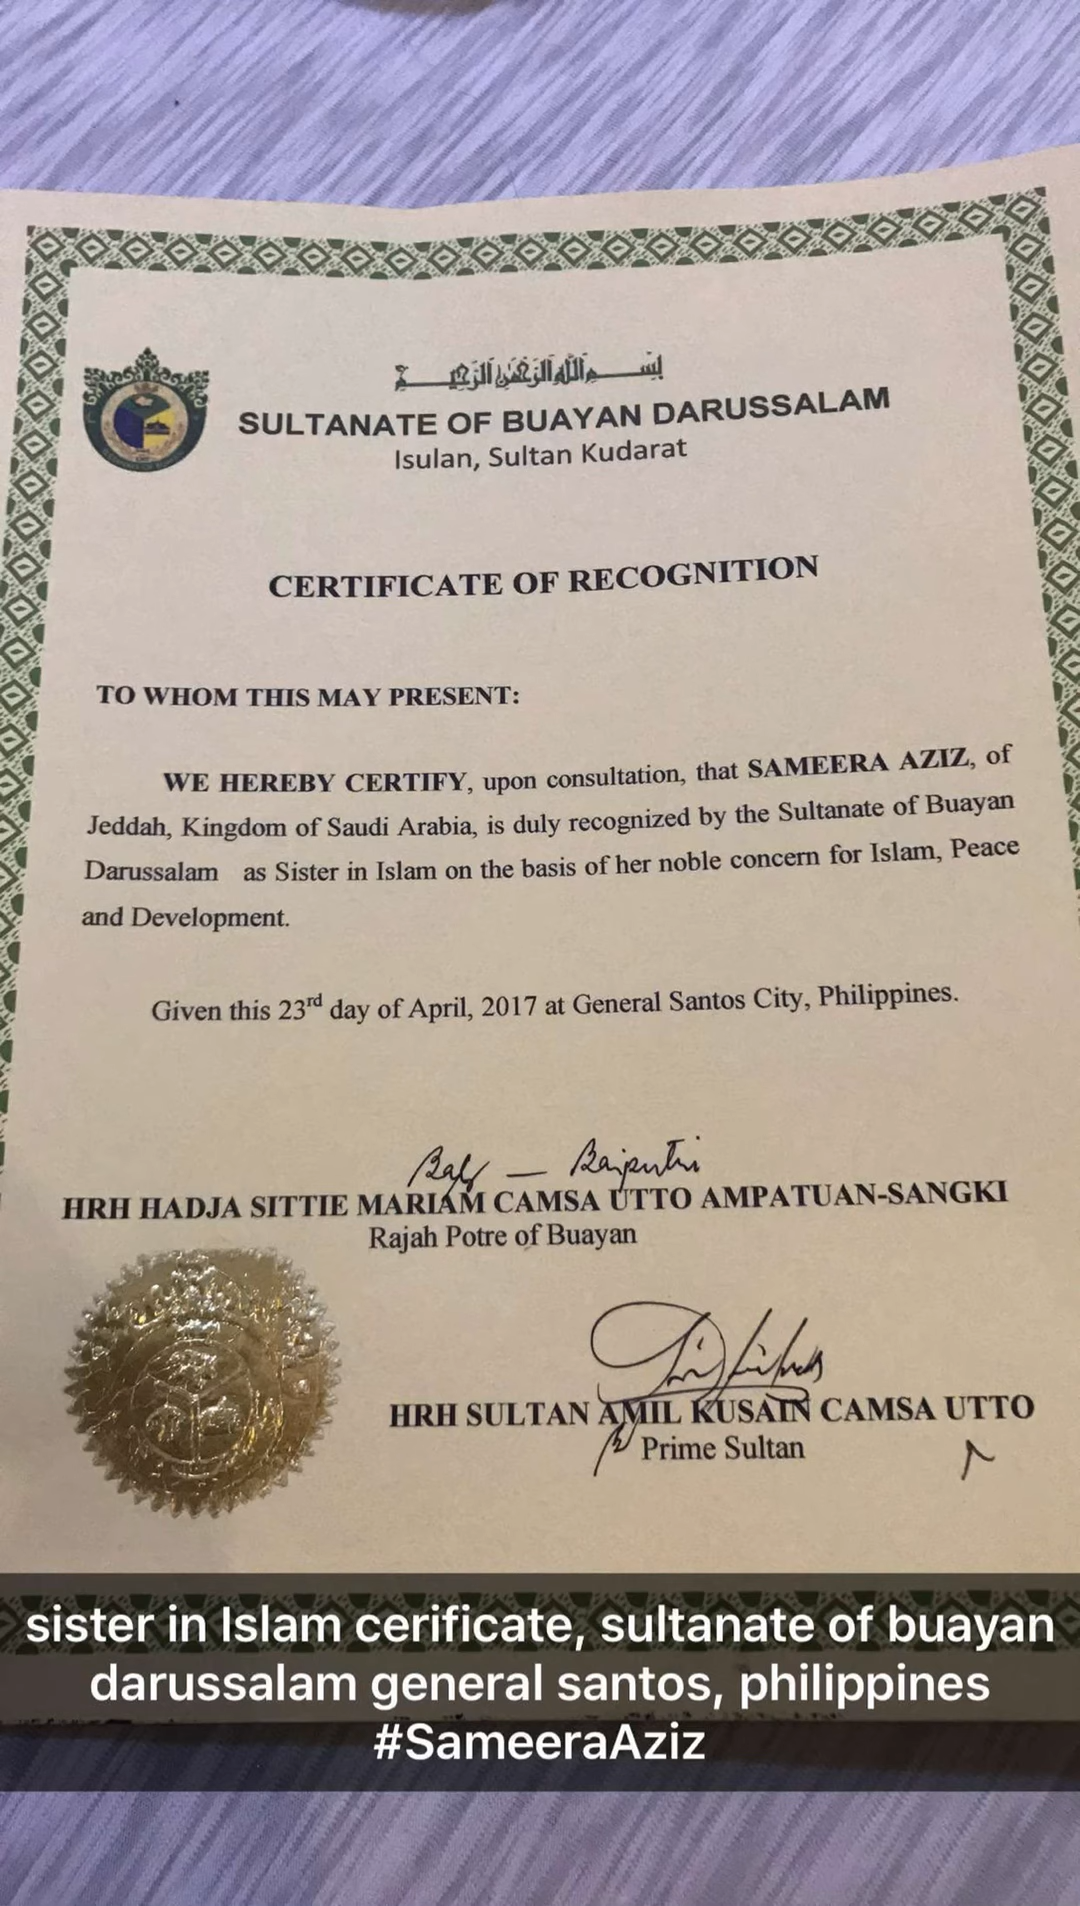 بسم الله الرحمن الرحيم
SULTANATE OF BUAYAN DARUSSALAM
Isulan, Sultan Kudarat
CERTIFICATE OF RECOGNITION
TO WHOM THIS MAY PRESENT:
WE HEREBY CERTIFY, upon consultation, that SAMEERA AZIZ, of
Jeddah, Kingdom of Saudi Arabia, is duly recognized by the Sultanate of Buayan
Darussalam as Sister in Islam on the basis of her noble concern for Islam, Peace
and Development.
Given this 23rd day of April, 2017 at General Santos City, Philippines.
HRH HADJA SITTIE MARIAM CAMSA UTTO AMPATUAN-SANGKI
Rajah Potre of Buayan
HRH SULTAN AMIL KUSAIN CAMSA UTTO
Prime Sultan
sister in Islam cerificate, sultanate of buayan
darussalam general santos, philippines
#SameeraAziz